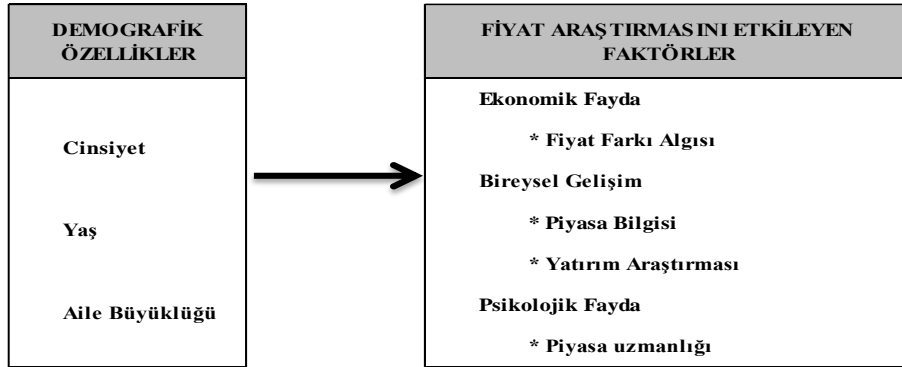 DEMOGRAFİK
ÖZELLİKLER
Cinsiyet
Yaş
Aile Büyüklüğü
FİYAT ARAŞTIRMASINI ETKİLEYEN
FAKTÖRLER
Ekonomik Fayda
* Fiyat Farkı Algısı
Bireysel Gelişim
* Piyasa Bilgisi
* Yatırım Araştırması
Psikolojik Fayda
* Piyasa uzmanlığı